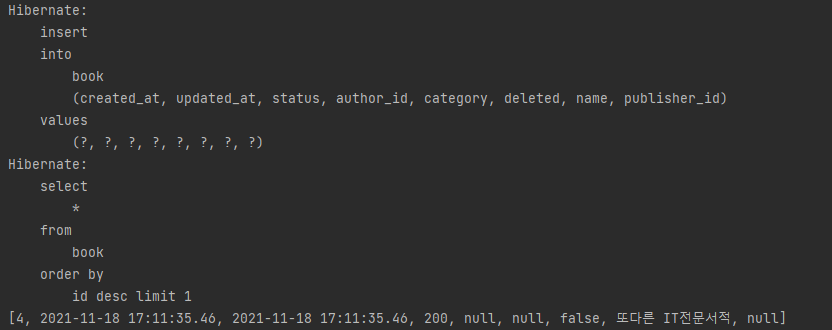 Hibernate:
insert
into
book
(created_at, updated_at, status, author_id, category, deleted, name, publisher_id)
values
(?, ?, ?, ?, ?, ?, ?, ?)
Hibernate:
select
*
from
book
order by
id desc limit 1
[4, 2021-11-18 17:11:35.46, 2021-11-18 17:11:35.46, 200, null, null, false, 또다른 IT전문서적, null]